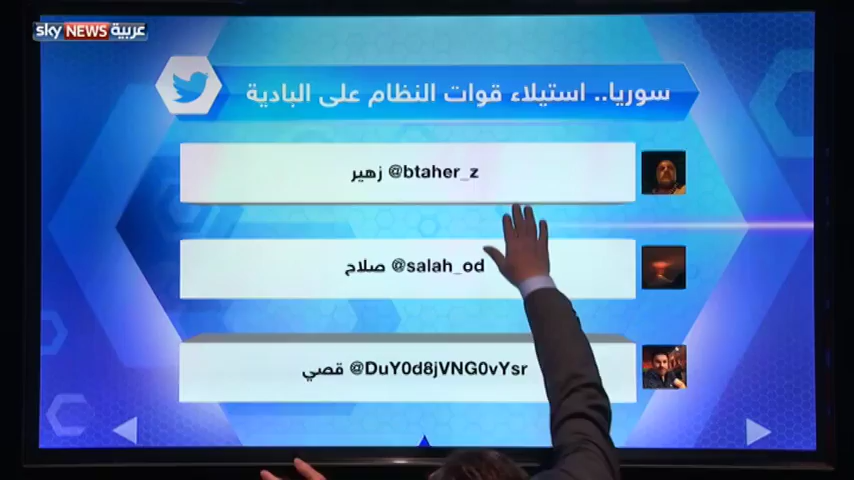 sky NEWS عربية
سوريا.. استيلاء قوات النظام على البادية
زهير @btaher_z
صلاح @salah_od
قصي @DuY0d8jVNG0vYsr